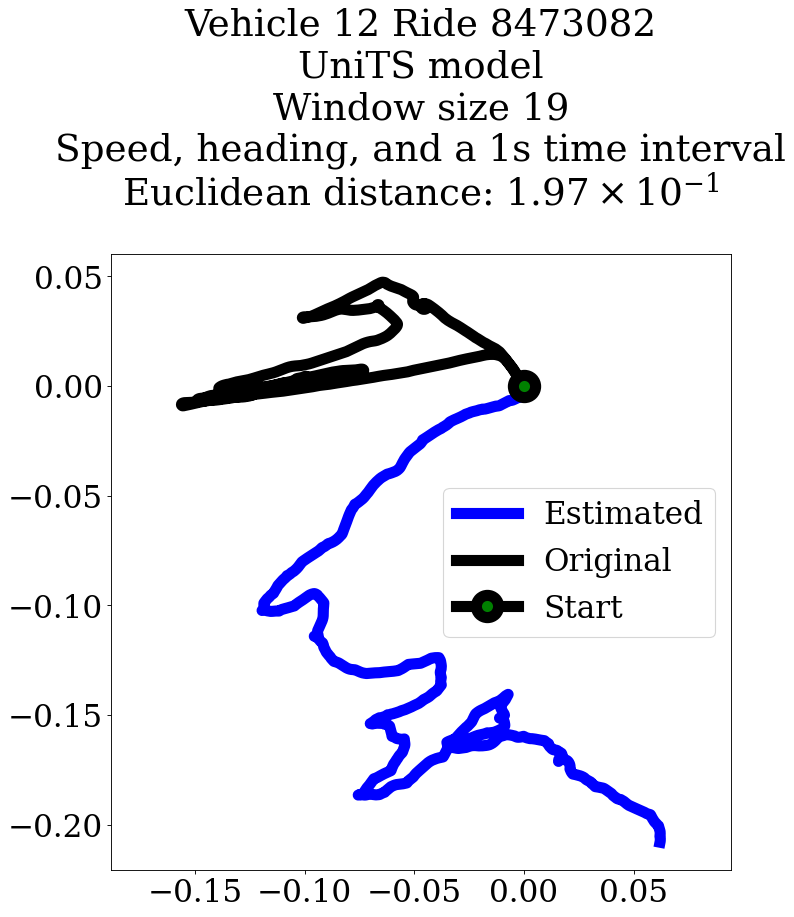 Vehicle 12 Ride 8473082
UniTS model
Window size 19
Speed, heading, and a 1s time interval
Euclidean distance: 1.97 × 10⁻¹
0.05
0.00
−0.05
−0.10
−0.15
−0.20
Estimated
Original
Start
−0.15 −0.10 −0.05 0.00 0.05